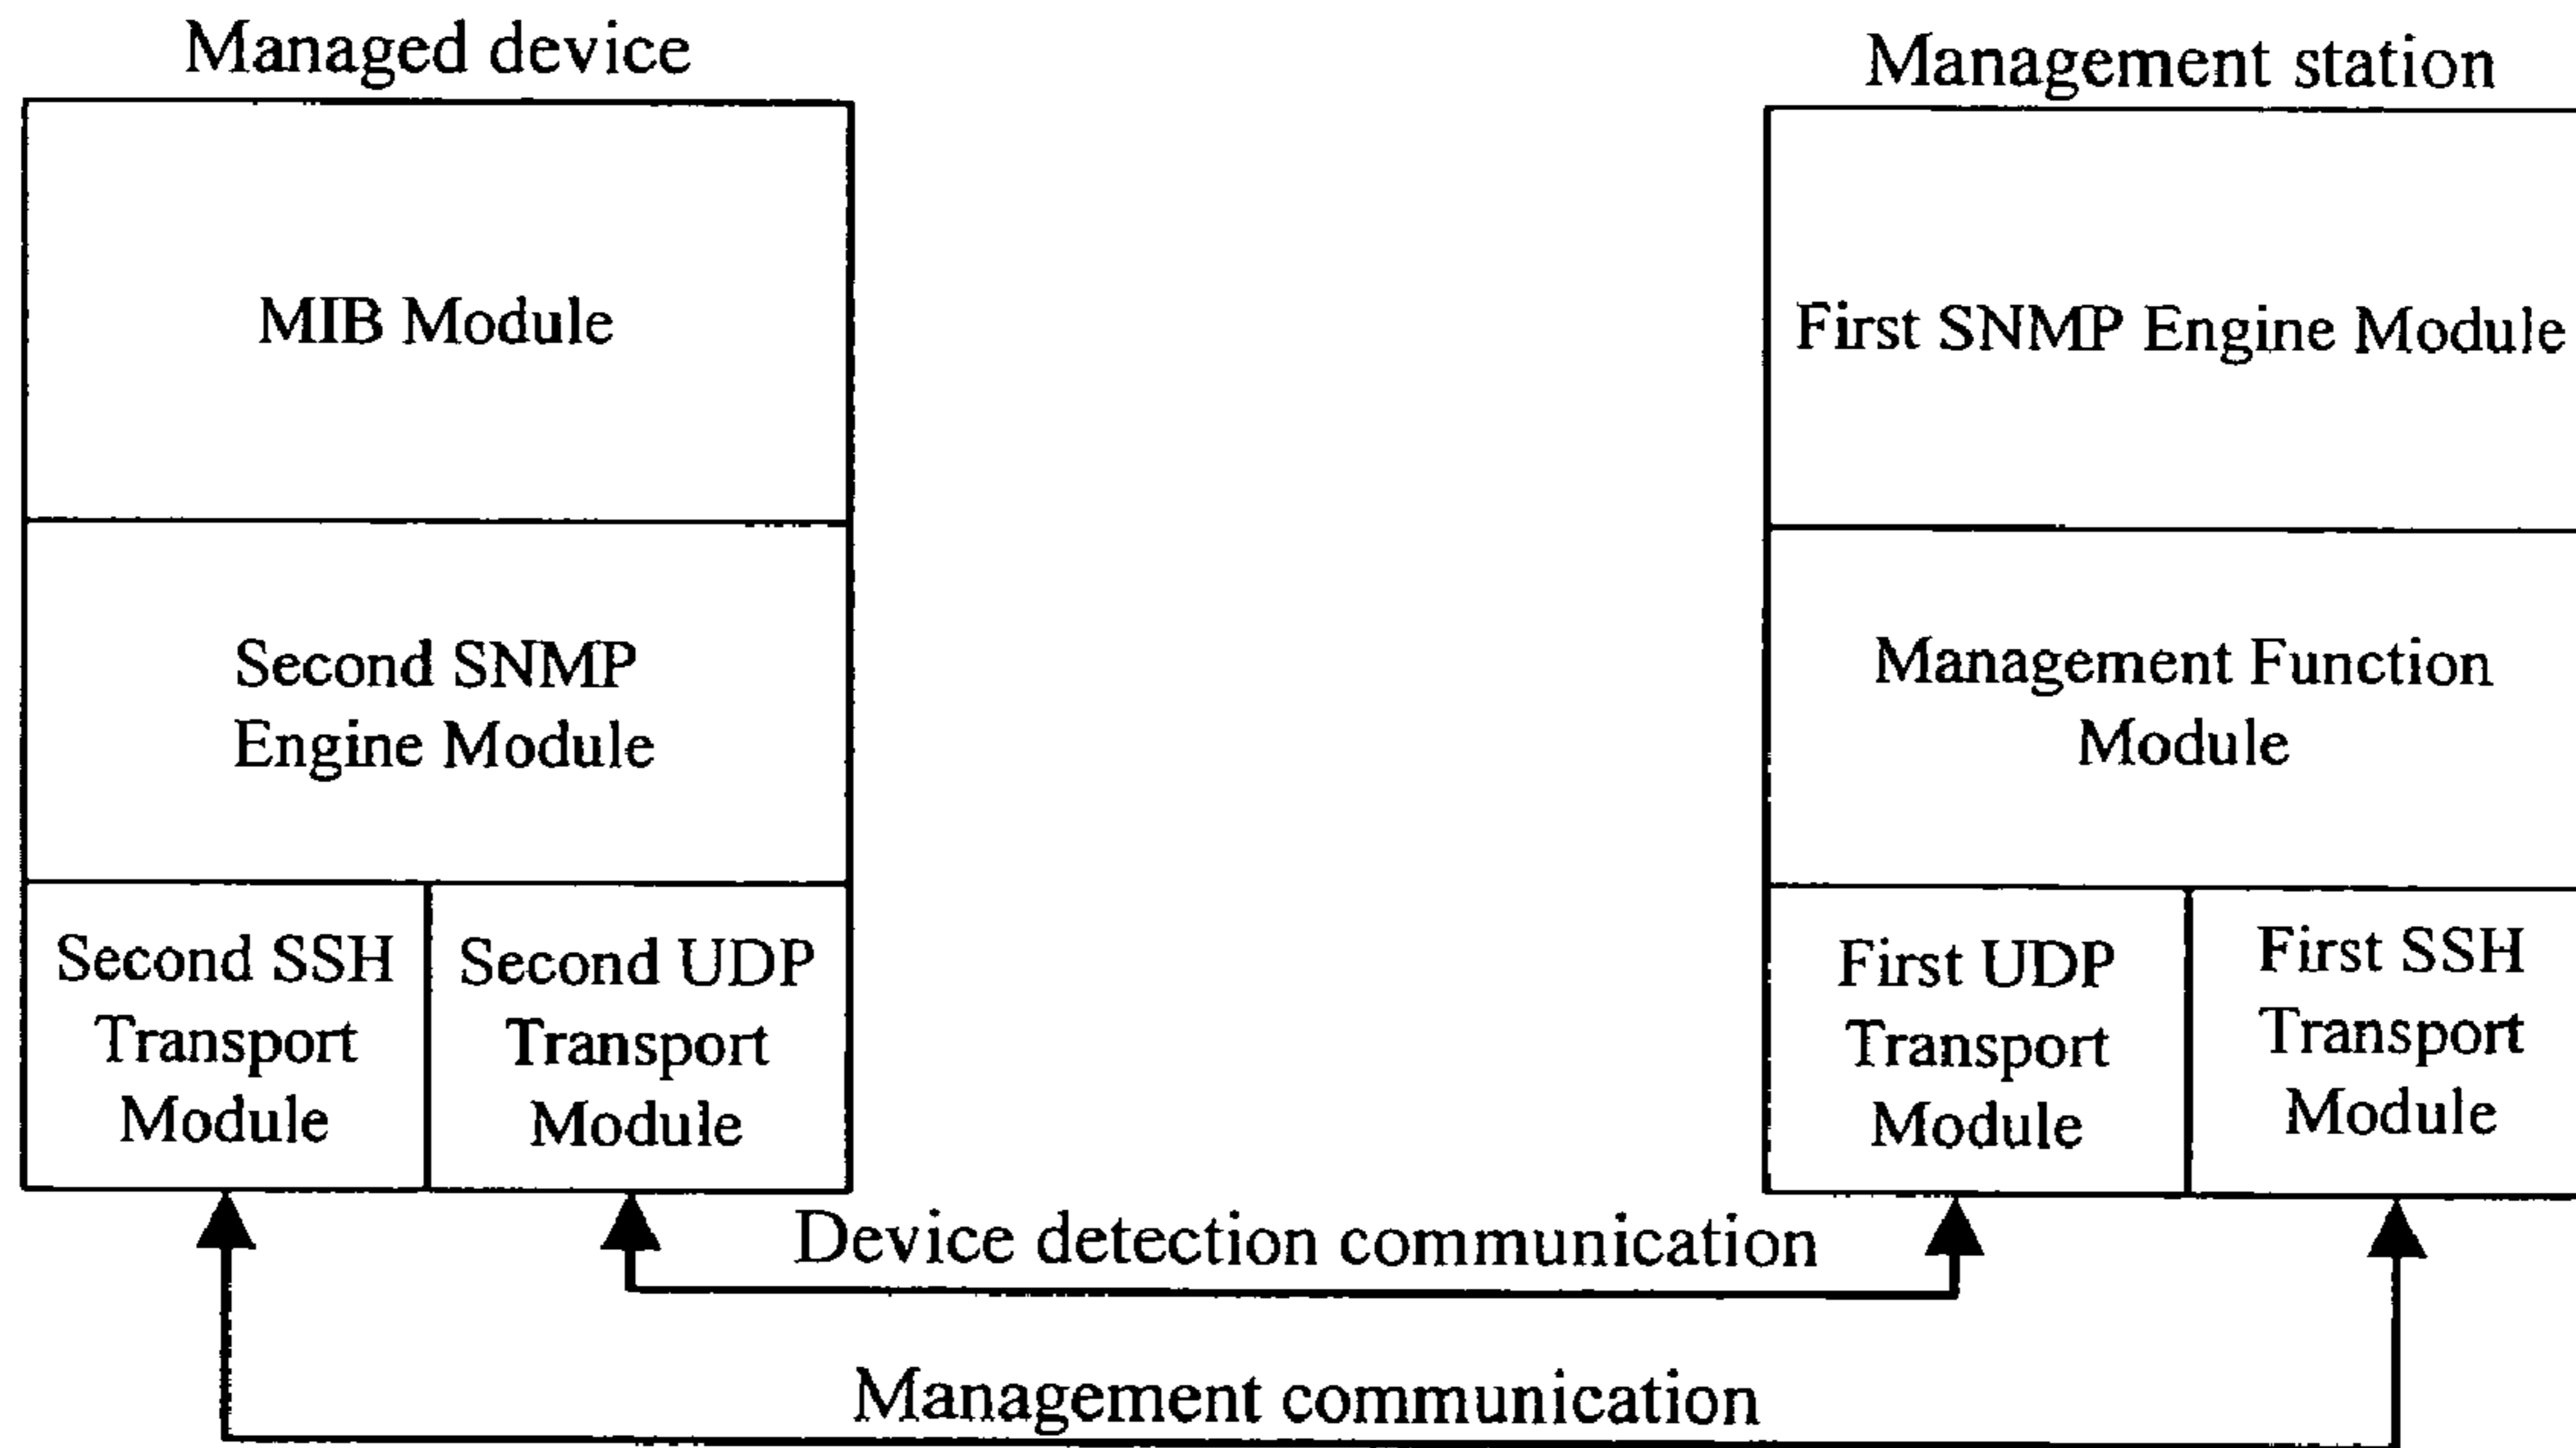 Managed device
MIB Module
Second SNMP
Engine Module
Second SSH
Transport
Module
Second UDP
Transport
Module
Management station
First SNMP Engine Module
Management Function
Module
First UDP
Transport
Module
First SSH
Transport
Module
Device detection communication
Management communication